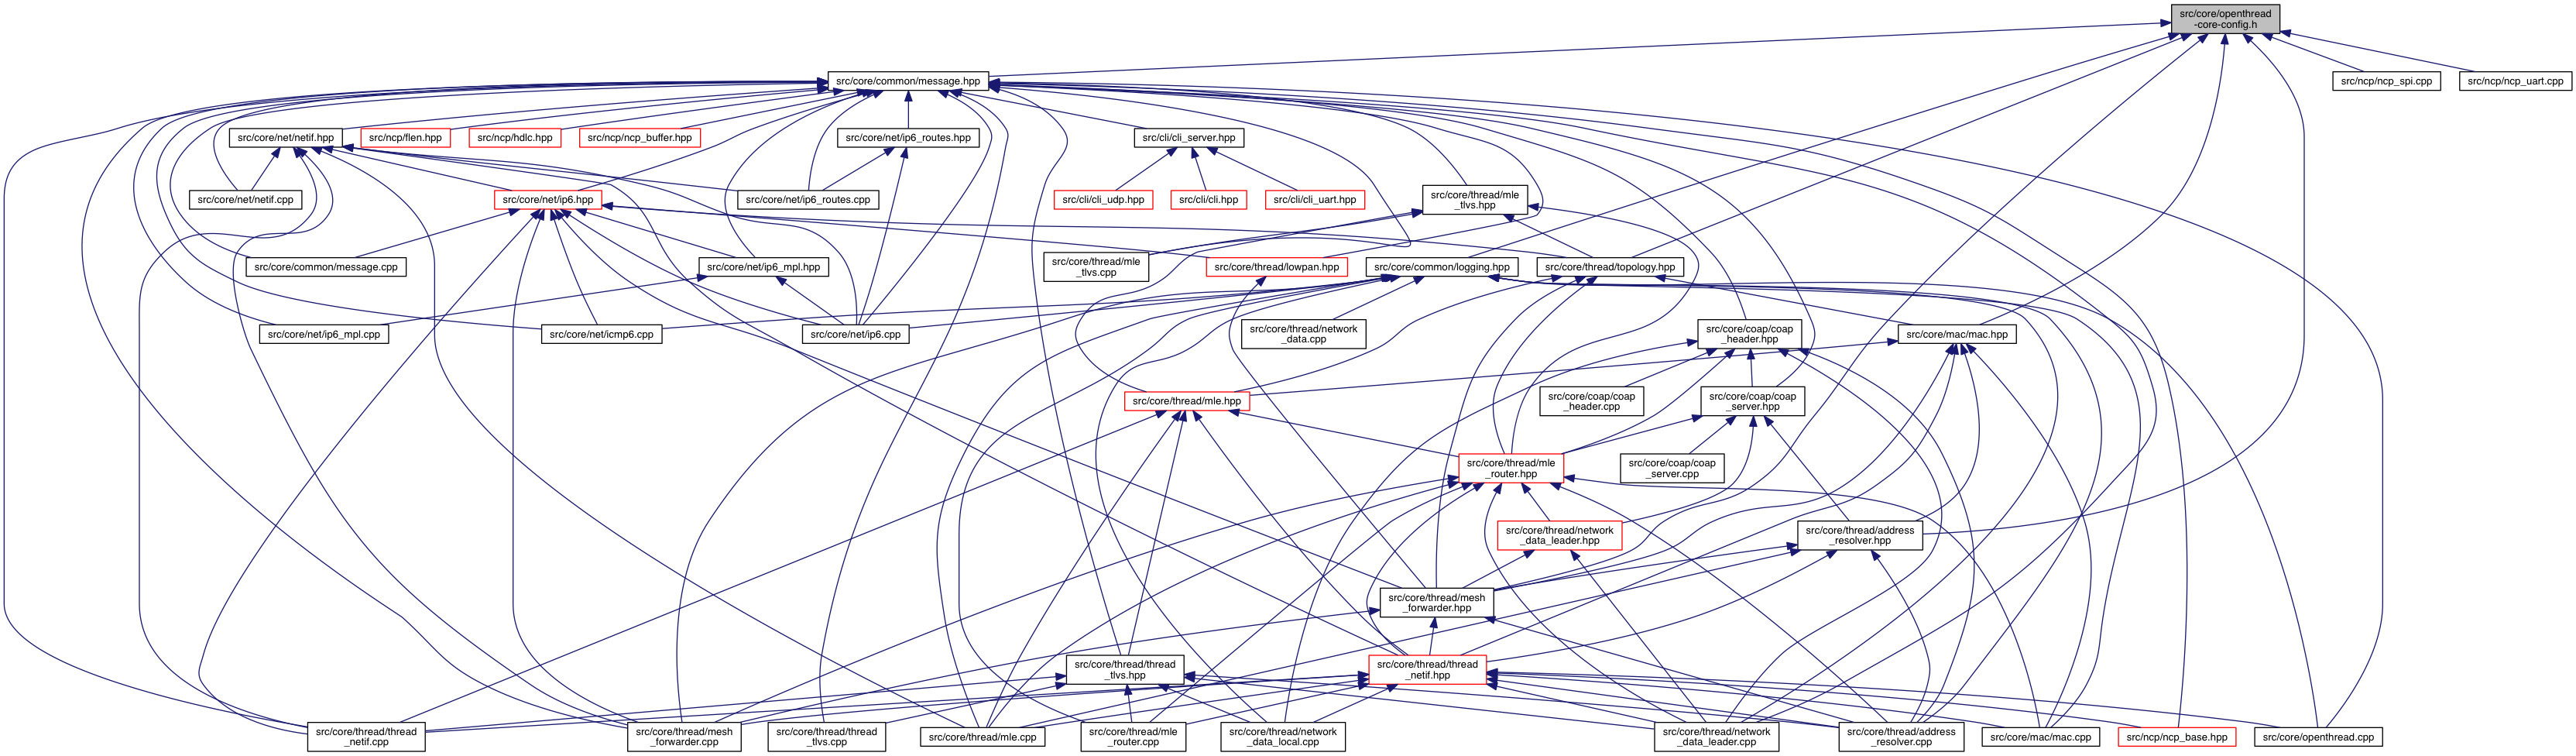 src/core/openthread
-core-config.h
src/core/common/message.hpp
src/ncp/ncp_spi.cpp
src/ncp/ncp_uart.cpp
src/core/net/netif.hpp
src/ncp/flen.hpp
src/ncp/hdlc.hpp
src/ncp/ncp_buffer.hpp
src/core/net/ip6_routes.hpp
src/cli/cli_server.hpp
src/core/net/netif.cpp
src/core/net/ip6.hpp
src/core/net/ip6_routes.cpp
src/cli/cli_udp.hpp
src/cli/cli.hpp
src/cli/cli_uart.hpp
src/core/thread/mle
_tlvs.hpp
src/core/common/message.cpp
src/core/net/ip6_mpl.hpp
src/core/thread/mle
_tlvs.cpp
src/core/thread/lowpan.hpp
src/core/common/logging.hpp
src/core/thread/topology.hpp
src/core/net/ip6_mpl.cpp
src/core/net/icmp6.cpp
src/core/net/ip6.cpp
src/core/thread/network
_data.cpp
src/core/coap/coap
_header.hpp
src/core/mac/mac.hpp
src/core/thread/mle.hpp
src/core/coap/coap
_header.cpp
src/core/coap/coap
_server.hpp
src/core/thread/mle
_router.hpp
src/core/coap/coap
_server.cpp
src/core/thread/network
_data_leader.hpp
src/core/thread/address
_resolver.hpp
src/core/thread/mesh
_forwarder.hpp
src/core/thread/thread
_tlvs.hpp
src/core/thread/thread
_netif.hpp
src/core/thread/thread
_netif.cpp
src/core/thread/mesh
_forwarder.cpp
src/core/thread/thread
_tlvs.cpp
src/core/thread/mle.cpp
src/core/thread/mle
_router.cpp
src/core/thread/network
_data_local.cpp
src/core/thread/network
_data_leader.cpp
src/core/thread/address
_resolver.cpp
src/core/mac/mac.cpp
src/ncp/ncp_base.hpp
src/core/openthread.cpp